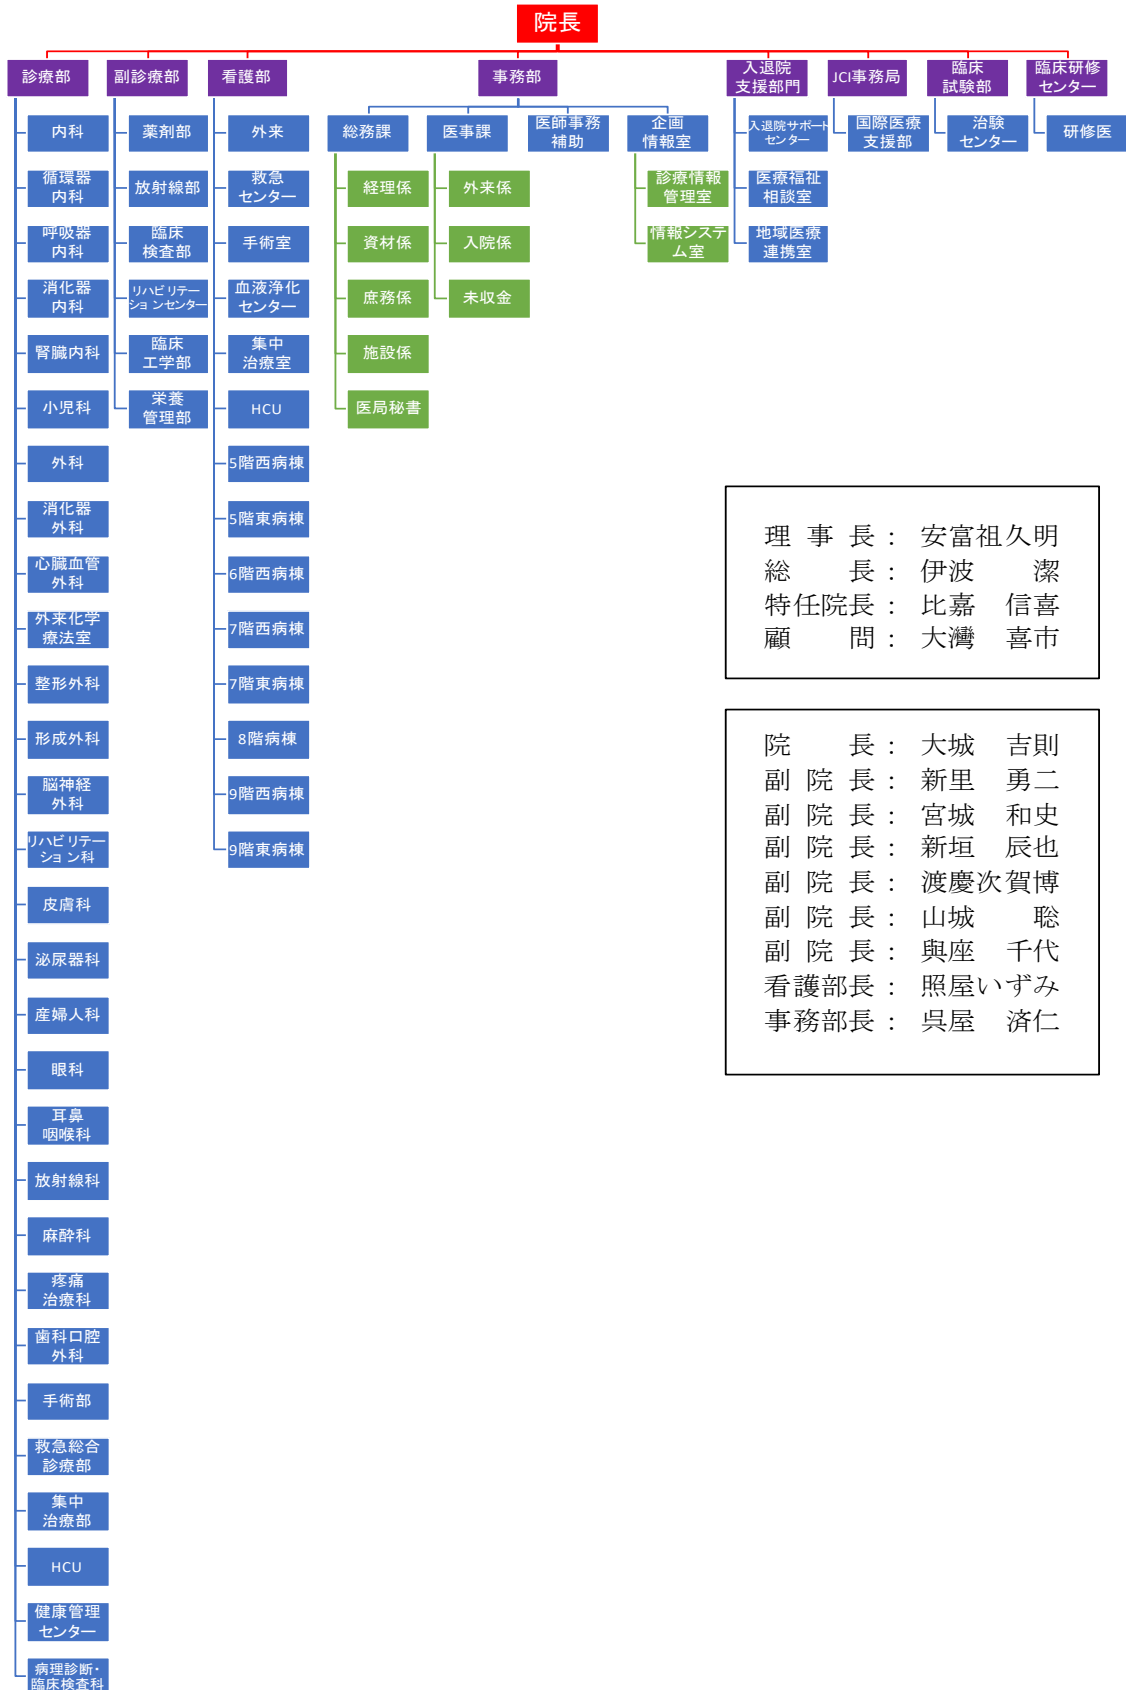 院長
診療部
副診療部
看護部
事務部
入退院
支援部門
JCI事務局
臨床
試験部
臨床研修
センター
内科
循環器
内科
呼吸器
内科
消化器
内科
腎臓内科
小児科
外科
消化器
外科
心臓血管
外科
外来化学
療法室
整形外科
形成外科
脳神経
外科
リハビリテー
ション科
皮膚科
泌尿器科
産婦人科
眼科
耳鼻
咽喉科
放射線科
麻酔科
疼痛
治療科
歯科口腔
外科
手術部
救急総合
診療部
集中
治療部
HCU
健康管理
センター
病理診断・
臨床検査科
薬剤部
放射線部
臨床
検査部
リハビリテー
ションセンター
臨床
工学部
栄養
管理部
外来
救急
センター
手術室
血液浄化
センター
集中
治療室
HCU
5階西病棟
5階東病棟
6階西病棟
7階西病棟
7階東病棟
8階病棟
9階西病棟
9階東病棟
総務課
経理係
資材係
庶務係
施設係
医局秘書
医事課
外来係
入院係
未収金
医師事務
補助
企画
情報室
診療情報
管理室
情報システ
ム室
入退院サポート
センター
医療福祉
相談室
地域医療
連携室
国際医療
支援部
治験
センター
研修医
理 事 長： 安富祖久明
総　　長： 伊波　　潔
特任院長： 比嘉　信喜
顧　　問： 大灣　喜市
院　　長： 大城　吉則
副 院 長： 新里　勇二
副 院 長： 宮城　和史
副 院 長： 新垣　辰也
副 院 長： 渡慶次賀博
副 院 長： 山城　　聡
副 院 長： 與座　千代
看護部長： 照屋いずみ
事務部長： 呉屋　済仁